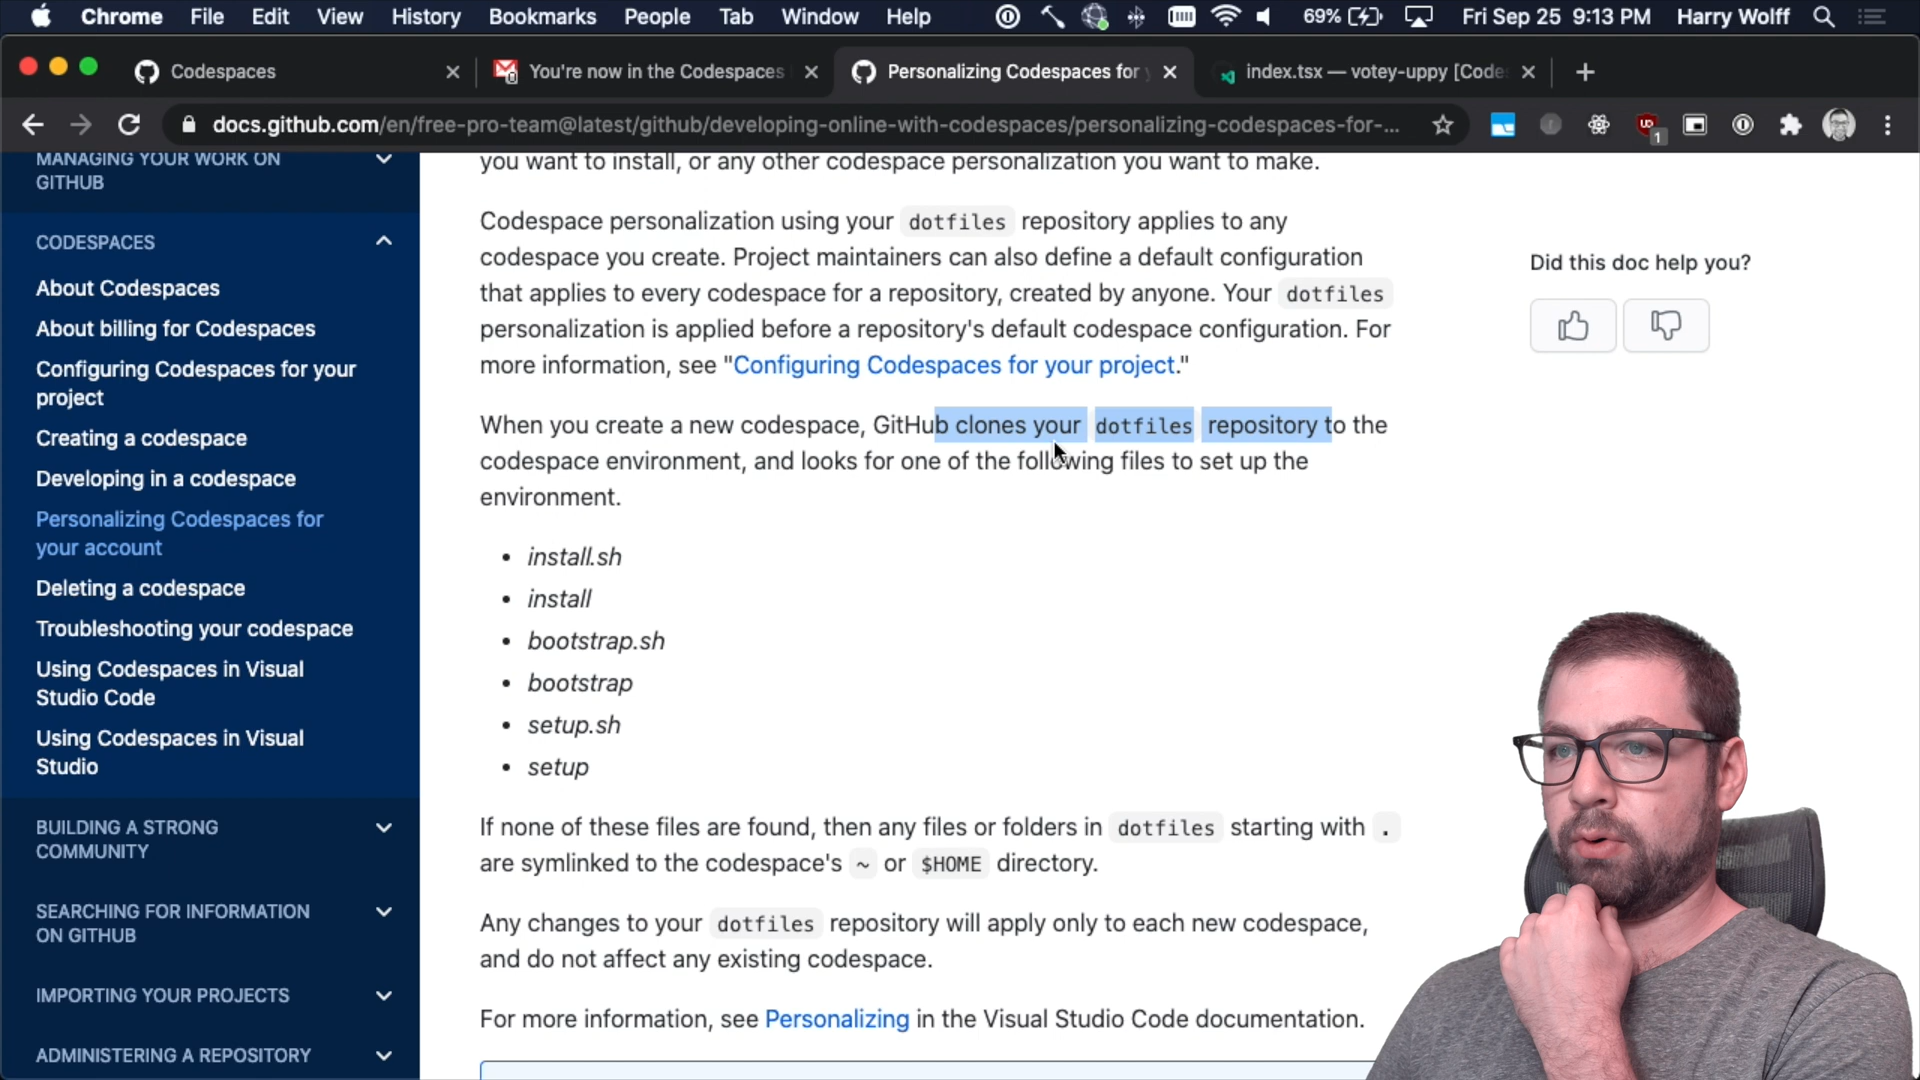 Chrome File Edit View History Bookmarks People Tab Window Help 69% Fri Sep 25 9:13 PM Harry Wolff
Codespaces
You're now in the Codespaces
Personalizing Codespaces for
index.tsx — votey-uppy [Code
docs.github.com/en/free-pro-team@latest/github/developing-online-with-codespaces/personalizing-codespaces-for-...
1
MANAGING YOUR WORK ON
GITHUB
CODESPACES
About Codespaces
About billing for Codespaces
Configuring Codespaces for your
project
Creating a codespace
Developing in a codespace
Personalizing Codespaces for
your account
Deleting a codespace
Troubleshooting your codespace
Using Codespaces in Visual
Studio Code
Using Codespaces in Visual
Studio
BUILDING A STRONG
COMMUNITY
SEARCHING FOR INFORMATION
ON GITHUB
IMPORTING YOUR PROJECTS
ADMINISTERING A REPOSITORY
you want to install, or any other codespace personalization you want to make.
Codespace personalization using your dotfiles repository applies to any
codespace you create. Project maintainers can also define a default configuration
that applies to every codespace for a repository, created by anyone. Your dotfiles
personalization is applied before a repository's default codespace configuration. For
more information, see "Configuring Codespaces for your project."
When you create a new codespace, GitHub clones your dotfiles repository to the
codespace environment, and looks for one of the following files to set up the
environment.
• install.sh
• install
• bootstrap.sh
• bootstrap
• setup.sh
• setup
If none of these files are found, then any files or folders in dotfiles starting with .
are symlinked to the codespace's ~ or $HOME directory.
Any changes to your dotfiles repository will apply only to each new codespace,
and do not affect any existing codespace.
For more information, see Personalizing in the Visual Studio Code documentation.
Did this doc help you?